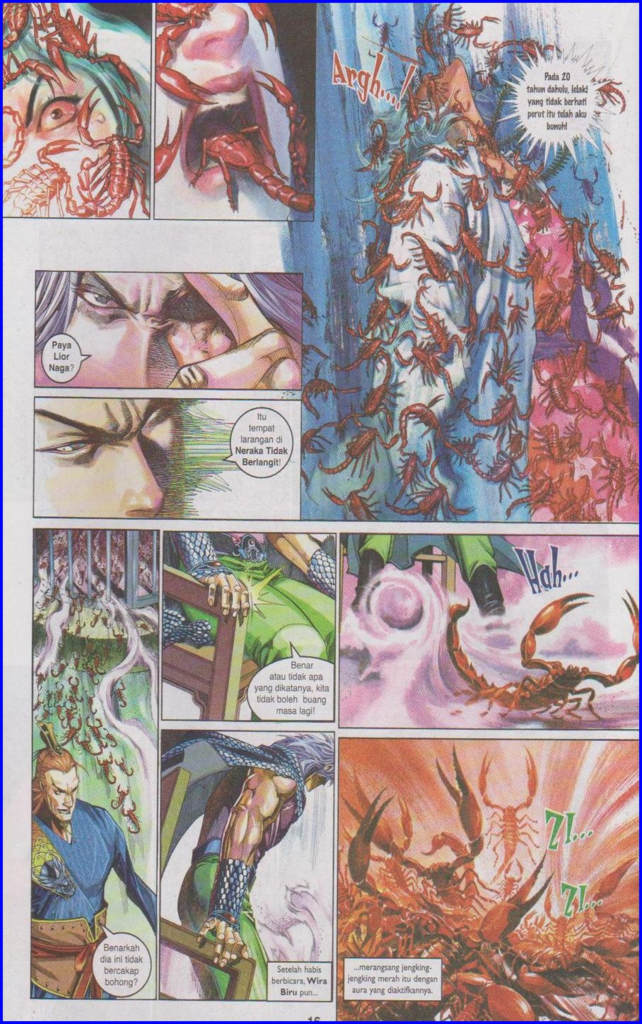 Argh....!
Pada 20
tahun dahulu, lelaki
yang tidak berhati
perut itu telah aku
bunuh!
Paya
Lior
Naga?
Itu
tempat
larangan di
Neraka Tidak
Berlangit!
Benarkah
dia ini tidak
bercakap
bohong?
Benar
atau tidak apa
yang dikatanya, kita
tidak boleh buang
masa lagi!
Hah...
Setelah habis
berbicara, Wira
Biru pun...
ZI...
ZI...
...merangsang jengking-
jengking merah itu dengan
aura yang diaktifkannya.